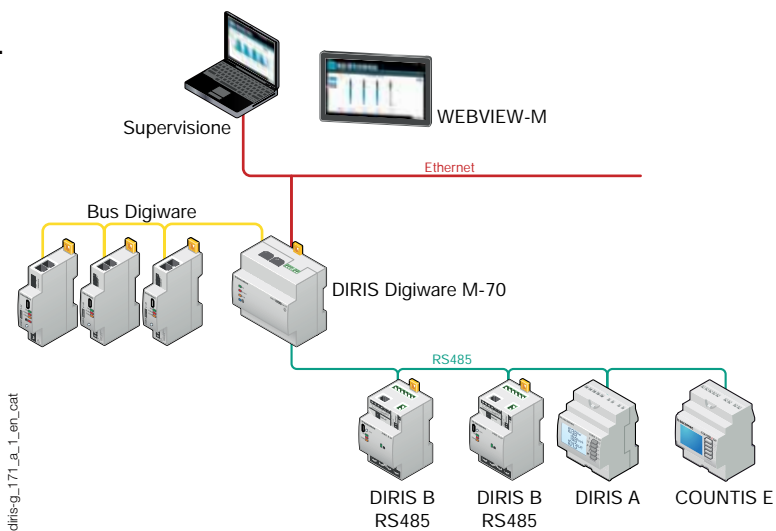 WEBVIEW-M
Supervisione
Ethernet
Bus Digiware
DIRIS Digiware M-70
RS485
DIRIS B
RS485
DIRIS B
RS485
DIRIS A
COUNTIS E
diris-g_171_a_1_en_cat